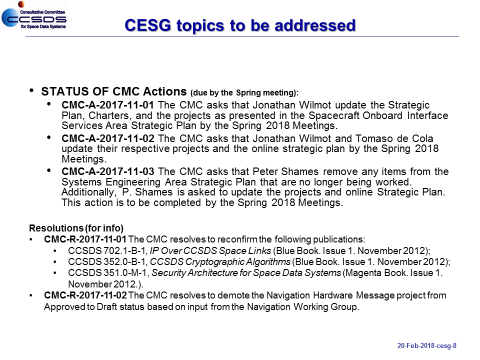 Consultative Committee
CCSDS
for Space Data Systems
CESG topics to be addressed
• STATUS OF CMC Actions (due by the Spring meeting):
• CMC-A-2017-11-01 The CMC asks that Jonathan Wilmot update the Strategic
Plan, Charters, and the projects as presented in the Spacecraft Onboard Interface
Services Area Strategic Plan by the Spring 2018 Meetings.
• CMC-A-2017-11-02 The CMC asks that Jonathan Wilmot and Tomaso de Cola
update their respective projects and the online strategic plan by the Spring 2018
Meetings.
• CMC-A-2017-11-03 The CMC asks that Peter Shames remove any items from the
Systems Engineering Area Strategic Plan that are no longer being worked.
Additionally, P. Shames is asked to update the projects and online Strategic Plan.
This action is to be completed by the Spring 2018 Meetings.
Resolutions (for info)
• CMC-R-2017-11-01 The CMC resolves to reconfirm the following publications:
• CCSDS 702.1-B-1, IP Over CCSDS Space Links (Blue Book. Issue 1. November 2012);
• CCSDS 352.0-B-1, CCSDS Cryptographic Algorithms (Blue Book. Issue 1. November 2012);
• CCSDS 351.0-M-1, Security Architecture for Space Data Systems (Magenta Book. Issue 1.
November 2012.).
• CMC-R-2017-11-02 The CMC resolves to demote the Navigation Hardware Message project from
Approved to Draft status based on input from the Navigation Working Group.
20-Feb-2018-cesg-8